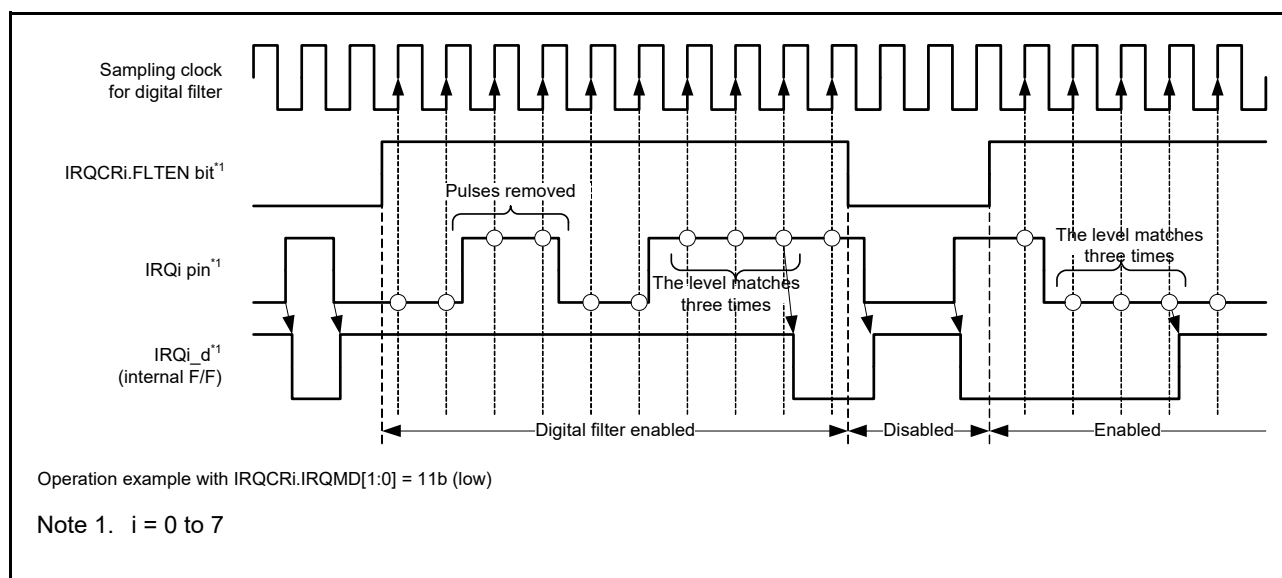 Sampling clock
for digital filter
IRQCRi.FLTEN bit*1
Pulses removed
IRQi pin*1
The level matches
three times
The level matches
three times
IRQi_d*1
(internal F/F)
Digital filter enabled
Disabled
Enabled
Operation example with IRQCRi.IRQMD[1:0] = 11b (low)
Note 1. i = 0 to 7